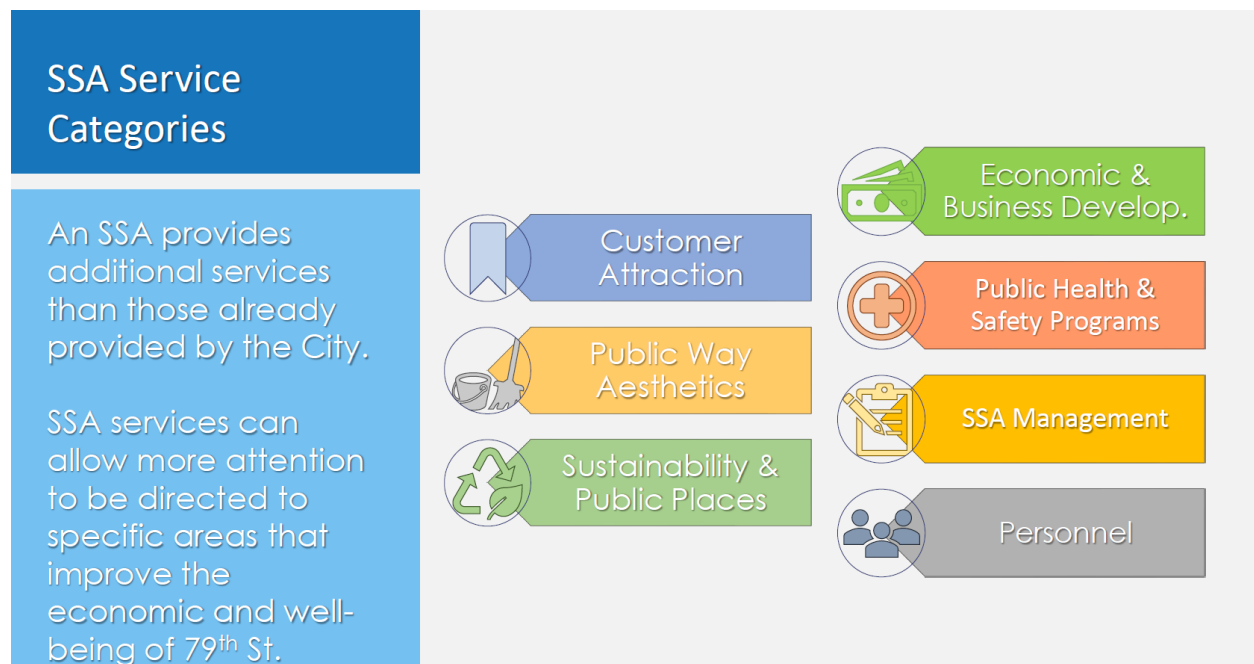 SSA Service
Categories
An SSA provides
additional services
than those already
provided by the City.
SSA services can
allow more attention
to be directed to
specific areas that
improve the
economic and well-
being of 79th St.
Customer
Attraction
Public Way
Aesthetics
Sustainability &
Public Places
Economic &
Business Develop.
Public Health &
Safety Programs
SSA Management
Personnel